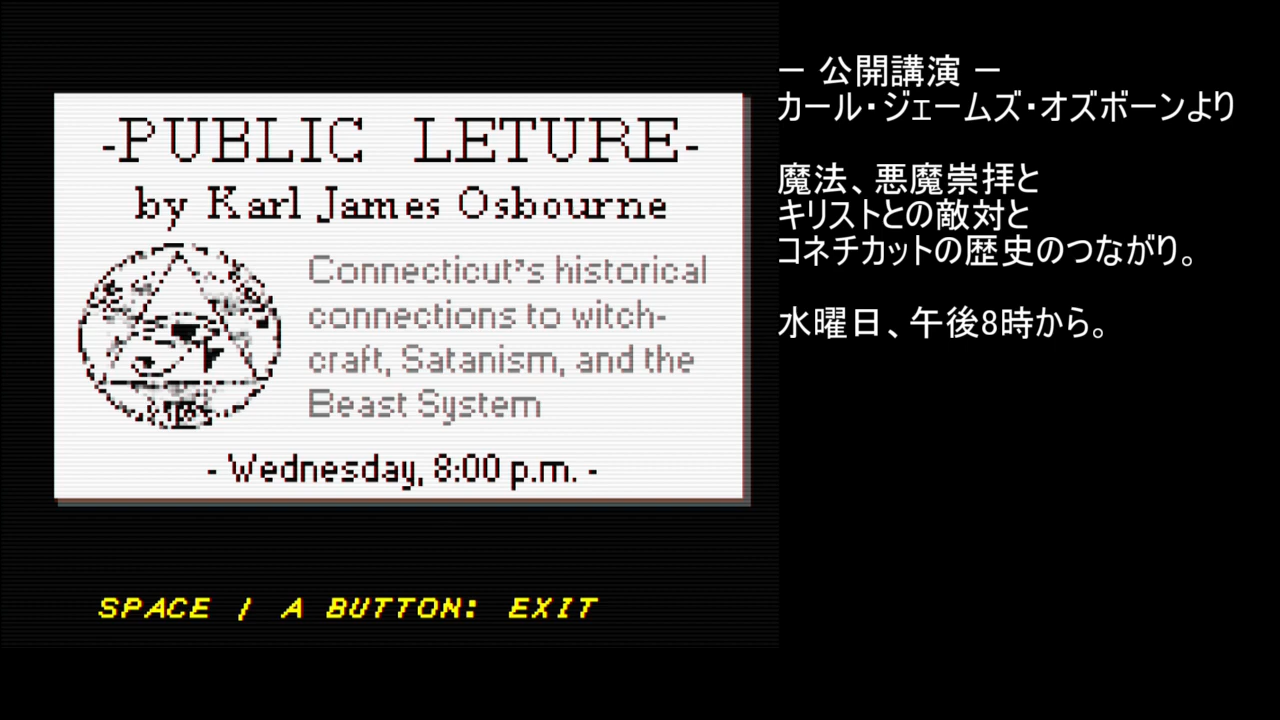 -PUBLIC LETURE-
by Karl James Osbourne
Connecticut's historical
connections to witch-
craft, Satanism, and the
Beast System
- Wednesday, 8:00 p.m. -
SPACE / A BUTTON: EXIT
ー 公開講演 ー
カール・ジェームズ・オズボーンより
魔法、悪魔崇拝と
キリストとの敵対と
コネチカットの歴史のつながり。
水曜日、午後8時から。